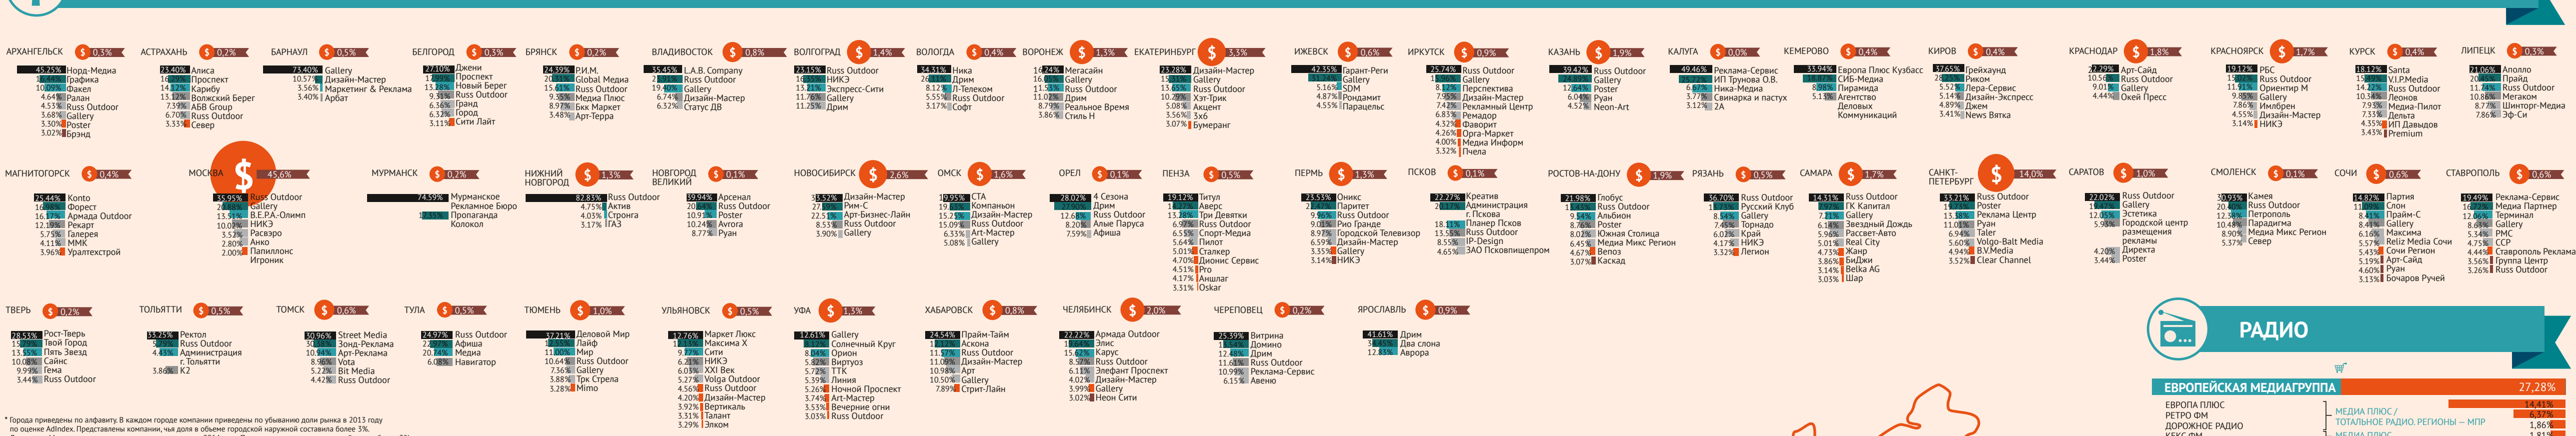 АРХАНГЕЛЬСК $ 0,3%
45.25% Норд-Медиа
Графика
10.09% Факел
4.64% Ралан
4.53% Russ Outdoor
3.68% Gallery
3.30% Poster
3.02% Брэнд
АСТРАХАНЬ $ 0,2%
23.40% Алиса
Проспект
14.12% Карибу
13.12% Волжский Берег
7.39% АБВ Group
6.70% Russ Outdoor
3.33% Север
БАРНАУЛ $ 0,5%
73.40% Gallery
10.57% Дизайн-Мастер
3.56% Маркетинг & Реклама
3.40% Арбат
БЕЛГОРОД $ 0,3%
27.10% Джени
Проспект
Новый Берег
9.31% Russ Outdoor
6.36% Гранд
6.32% Город
3.11% Сити Лайт
БРЯНСК $ 0,2%
24.39% Р.И.М.
Global Media
15.61% Russ Outdoor
9.35% Медиа Плюс
8.97% Бкк Маркет
3.48% Арт-Терра
ВЛАДИВОСТОК $ 0,8%
35.45% L.A.B. Company
Russ Outdoor
19.40% Gallery
6.74% Дизайн-Мастер
6.32% Статус ДВ
ВОЛГОГРАД $ 1,4%
23.15% Russ Outdoor
НИКЭ
13.21% Экспресс-Сити
11.76% Gallery
11.25% Дрим
ВОЛОГДА $ 0,4%
34.31% Ника
Дрим
8.12% Л-Телеком
5.55% Russ Outdoor
3.17% Софт
ВОРОНЕЖ $ 1,3%
16.24% Мегасайн
Gallery
Russ Outdoor
11.02% Дрим
8.79% Реальное Время
3.86% Стиль Н
ЕКАТЕРИНБУРГ $ 3,3%
23.28% Дизайн-Мастер
Gallery
13.65% Russ Outdoor
10.29% Хэт-Трик
5.08% Акцент
3.56% 3х6
3.07% Бумеранг
ИЖЕВСК $ 0,6%
42.35% Гарант-Реги
Gallery
5.16% SDM
4.87% Рондамит
4.55% Парацельс
ИРКУТСК $ 0,9%
25.74% Russ Outdoor
Gallery
8.12% Перспектива
7.95% Дизайн-Мастер
7.42% Рекламный Центр
6.83% Ремадор
4.32% Фаворит
4.26% Орга-Маркет
4.00% Медиа Информ
3.32% Пчела
КАЗАНЬ $ 1,9%
39.42% Russ Outdoor
Gallery
12.64% Poster
6.04% Руан
4.52% Neon-Art
КАЛУГА $ 0,0%
49.46% Реклама-Сервис
ИП Трунова О.В.
6.67% Ника-Медиа
3.77% Свинарка и пастух
3.12% 2А
КЕМЕРОВО $ 0,4%
33.94% Европа Плюс Кузбасс
СИБ-Медиа
8.98% Пирамида
5.13% Агентство
Деловых
Коммуникаций
КИРОВ $ 0,4%
37.65% Грейхаунд
Риком
5.52% Лера-Сервис
5.14% Дизайн-Экспресс
4.89% Джем
3.41% News Вятка
КРАСНОДАР $ 1,8%
Арт-Сайд
10.56% Russ Outdoor
9.01% Gallery
4.44% Окей Пресс
КРАСНОЯРСК $ 1,7%
19.12% РБС
Russ Outdoor
11.91% Ориентир М
9.85% Gallery
7.86% Имбрен
4.55% Дизайн-Мастер
3.14% НИКЭ
КУРСК $ 0,4%
18.12% Santa
V.I.P.Media
14.22% Russ Outdoor
10.34% Леонов
7.93% Медиа-Пилот
7.33% Дельта
4.35% ИП Давыдов
3.43% Premium
ЛИПЕЦК $ 0,3%
21.06% Аполло
Прайд
11.74% Russ Outdoor
10.86% Мегаком
8.77% Шинторг-Медиа
7.86% Эф-Си
МАГНИТОГОРСК $ 0,4%
25.44% Konto
16.98% Форест
16.17% Армада Outdoor
12.19% Рекарт
5.75% Галерея
4.11% ММК
3.96% Уралтехстрой
МОСКВА $ 45,6%
35.95% Russ Outdoor
20.88% Gallery
13.91% В.Е.Р.А.-Олимп
10.02% НИКЭ
3.52% Расвэро
2.80% Анко
2.00% Папиллонс
Игроник
МУРМАНСК $ 0,2%
74.59% Мурманское
Рекламное Бюро
17.35% Пропаганда
Колокол
НИЖНИЙ
НОВГОРОД $ 1,3%
82.83% Russ Outdoor
4.75% Актив
4.03% Стронга
3.17% ГАЗ
НОВГОРОД
ВЕЛИКИЙ $ 0,1%
39.94% Арсенал
Russ Outdoor
10.91% Poster
10.24% Avrora
8.77% Руан
НОВОСИБИРСК $ 2,6%
33.52% Дизайн-Мастер
Рим-С
22.51% Арт-Бизнес-Лайн
8.53% Russ Outdoor
3.90% Gallery
ОМСК $ 1,6%
19.95% СТА
Компаньон
15.25% Дизайн-Мастер
15.09% Russ Outdoor
6.33% Art-Мастер
5.08% Gallery
ОРЕЛ $ 0,1%
28.02% 4 Сезона
27.90% Дрим
12.68% Russ Outdoor
8.20% Алые Паруса
7.59% Афиша
ПЕНЗА $ 0,5%
19.12% Титул
Аверс
13.28% Три Девятки
6.97% Russ Outdoor
6.55% Спорт-Медиа
5.64% Пилот
5.01% Сталкер
4.70% Дионис Сервис
4.51% Pro
4.17% Аншлаг
3.31% Oskar
ПЕРМЬ $ 1,3%
23.53% Оникс
Паритет
9.96% Russ Outdoor
9.01% Рио Гранде
8.97% Городской Телевизор
6.59% Дизайн-Мастер
3.35% Gallery
3.14% НИКЭ
ПСКОВ $ 0,1%
22.27% Креатив
Администрация
г. Пскова
18.11% Планер Псков
13.55% Russ Outdoor
8.55% IP-Design
4.65% ЗАО Псковпищепром
РОСТОВ-НА-ДОНУ $ 1,9%
21.98% Глобус
Russ Outdoor
9.54% Альбион
8.76% Poster
8.02% Южная Столица
6.45% Медиа Микс Регион
4.67% Вепоз
3.07% Каскад
РЯЗАНЬ $ 0,5%
36.70% Russ Outdoor
Русский Клуб
8.54% Gallery
7.45% Торнадо
6.02% Край
4.17% НИКЭ
3.32% Легион
САМАРА $ 1,7%
14.31% Russ Outdoor
7.97% ГК Капитал
7.21% Gallery
6.14% Звездный Дождь
5.96% Рассвет-Авто
5.01% Real City
4.73% Жанр
3.86% БиДжи
3.14% Belka AG
3.03% Шар
САНКТ-
ПЕТЕРБУРГ $ 14,0%
33.21% Russ Outdoor
Poster
13.58% Реклама Центр
11.01% Руан
6.94% Taler
5.60% Volgo-Balt Media
4.94% B.V.Media
3.52% Clear Channel
САРАТОВ $ 1,0%
22.02% Russ Outdoor
Gallery
12.05% Эстетика
5.98% Городской центр
размещения
рекламы
4.20% Директа
3.44% Poster
СМОЛЕНСК $ 0,1%
30.93% Камея
Russ Outdoor
12.38% Петрополь
10.48% Парадигма
8.90% Медиа Микс Регион
5.37% Север
СОЧИ $ 0,6%
14.82% Партия
Слон
8.41% Прайм-С
8.41% Gallery
6.16% Максима
5.57% Reliz Media Сочи
5.43% Сочи Регион
5.19% Арт-Сайд
4.60% Руан
3.13% Бочаров Ручей
СТАВРОПОЛЬ $ 0,6%
19.49% Реклама-Сервис
16.72% Медиа Партнер
12.06% Терминал
8.63% Gallery
5.34% РМС
4.75% ССР
4.44% Ставрополь Реклама
3.56% Группа Центр
3.26% Russ Outdoor
ТВЕРЬ $ 0,2%
28.53% Рост-Тверь
Твой Город
13.55% Пять Звезд
10.08% Сайнс
9.99% Гема
3.44% Russ Outdoor
ТОЛЬЯТТИ $ 0,5%
Ректол
5.79% Russ Outdoor
4.43% Администрация
г. Тольятти
3.86% К2
ТОМСК $ 0,6%
30.96% Street Media
Зонд-Реклама
10.94% Арт-Реклама
8.96% Vota
5.22% Bit Media
4.42% Russ Outdoor
ТУЛА $ 0,5%
24.97% Russ Outdoor
Афиша
20.74% Медиа
6.08% Навигатор
ТЮМЕНЬ $ 1,0%
37.21% Деловой Мир
Лайф
11.00% Мир
10.64% Russ Outdoor
7.36% Gallery
3.88% Трк Стрела
3.28% Mimo
УЛЬЯНОВСК $ 0,5%
12.76% Маркет Люкс
Максима Х
9.77% Сити
6.21% НИКЭ
6.03% XXI Век
5.27% Volga Outdoor
4.56% Russ Outdoor
4.20% Дизайн-Мастер
3.92% Вертикаль
3.31% Талант
3.29% Элком
УФА $ 1,3%
12.61% Gallery
Солнечный Круг
8.04% Орион
5.82% Виртуоз
5.72% ТТК
5.39% Линия
5.26% Ночной Проспект
3.74% Art-Мастер
3.53% Вечерние огни
3.03% Russ Outdoor
ХАБАРОВСК $ 0,8%
24.54% Прайм-Тайм
Аскона
11.57% Russ Outdoor
11.09% Дизайн-Мастер
10.98% Арт
10.50% Gallery
7.89% Стрит-Лайн
ЧЕЛЯБИНСК $ 2,0%
22.22% Армада Outdoor
Элис
15.67% Карус
8.57% Russ Outdoor
6.11% Элефант Проспект
4.02% Дизайн-Мастер
3.99% Gallery
3.02% Неон Сити
ЧЕРЕПОВЕЦ $ 0,2%
25.39% Витрина
Домино
12.48% Дрим
11.61% Russ Outdoor
10.99% Реклама-Сервис
6.15% Авеню
ЯРОСЛАВЛЬ $ 0,9%
41.61% Дрим
34.45% Два слона
12.83% Аврора
* Города приведены по алфавиту. В каждом городе компании приведены по убыванию доли рынка в 2013 году
по оценке AdIndex. Представлены компании, чья доля в объеме городской наружной составила более 3%.
РАДИО
ЕВРОПЕЙСКАЯ МЕДИАГРУППА 27,28%
ЕВРОПА ПЛЮС 14,41%
РЕТРО ФМ 6,37%
ДОРОЖНОЕ РАДИО 1,86%
МЕДИА ПЛЮС /
ТОТАЛЬНОЕ РАДИО. РЕГИОНЫ — МПР
КЕКС ФМ 1,81%
МЕДИА ПЛЮС